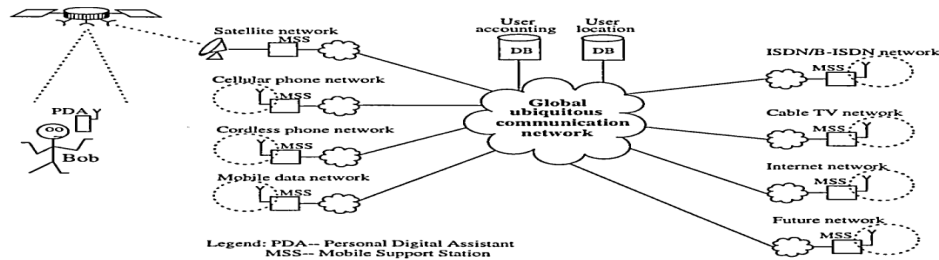 Satellite network
MSS
User
accounting
DB
User
location
DB
ISDN/B-ISDN network
MSS
Cellular phone network
MSS
PDA
Bob
Global
ubiquitous
communication
network
Cable TV network
MSS
Cordless phone network
MSS
Internet network
MSS
Mobile data network
MSS
Future network
MSS
Legend: PDA-- Personal Digital Assistant
MSS-- Mobile Support Station